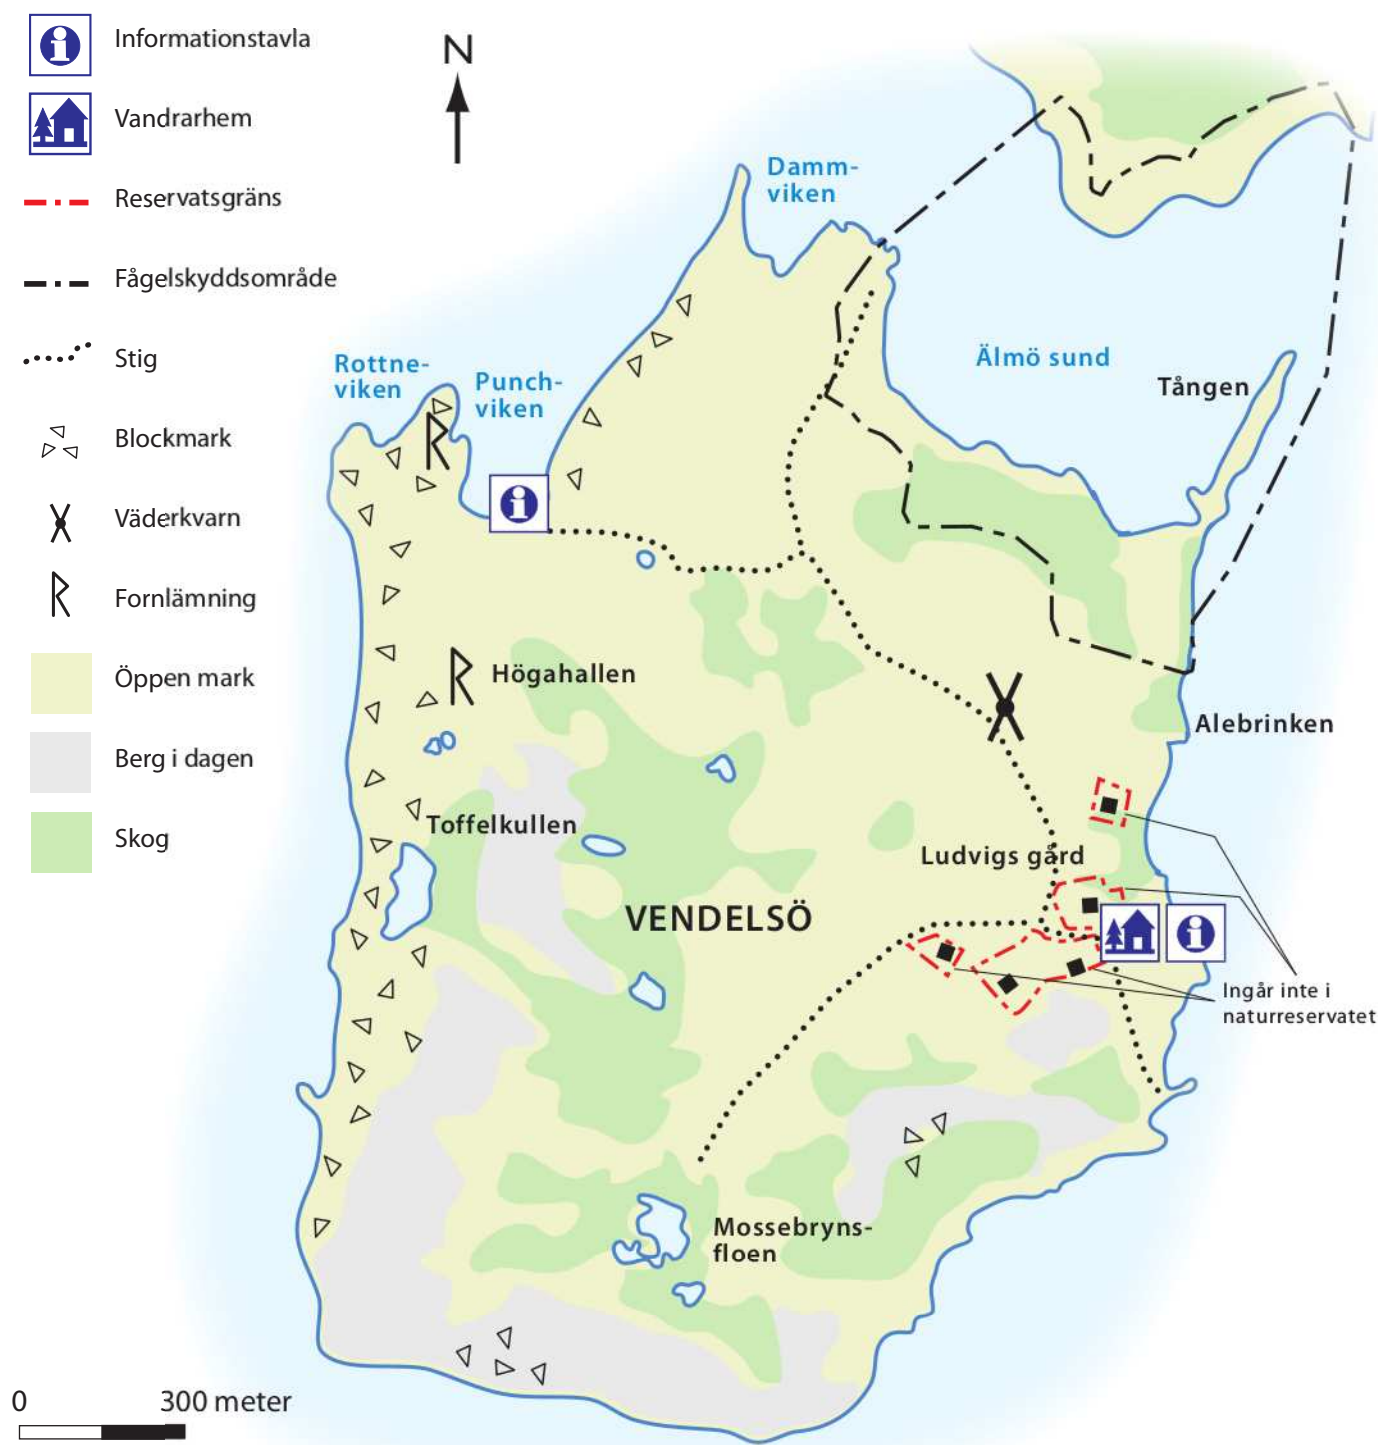 Informationstavla
Vandrarhem
Reservatsgräns
Fågelskyddsområde
Stig
Blockmark
Väderkvarn
Fornlämning
Öppen mark
Berg i dagen
Skog
N
Damm-
viken
Rottne-
viken
Punch-
viken
Älmö sund
Tången
Högahallen
Alebrinken
Toffelkullen
Ludvigs gård
VENDELSÖ
Ingår inte i
naturreservatet
Mossebryns-
floen
0 300 meter